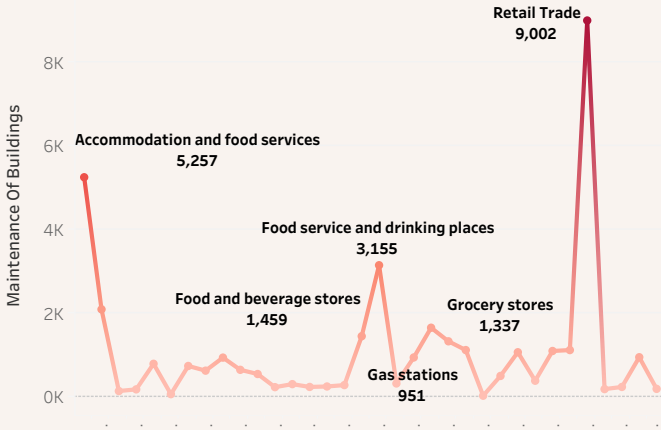 Retail Trade
9,002
8K
Accommodation and food services
5,257
6K
Maintenance Of Buildings
Food service and drinking places
3,155
4K
Food and beverage stores
1,459
Grocery stores
1,337
2K
Gas stations
951
0K